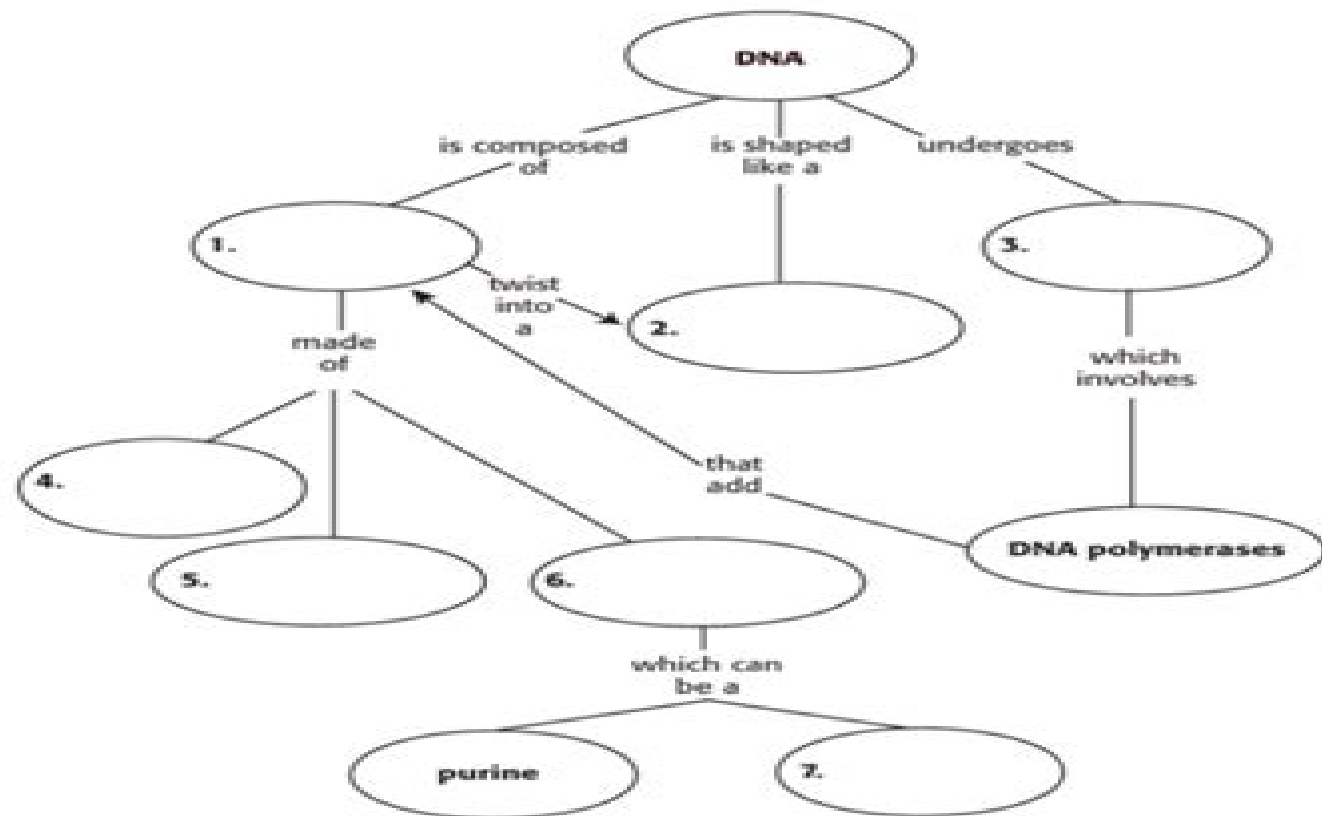 DNA
is composed
of
is shaped
like a
undergoes
1.
3.
twist
into
a
2.
made
of
which
involves
4.
that
add
DNA polymerases
5.
6.
which can
be a
purine
7.